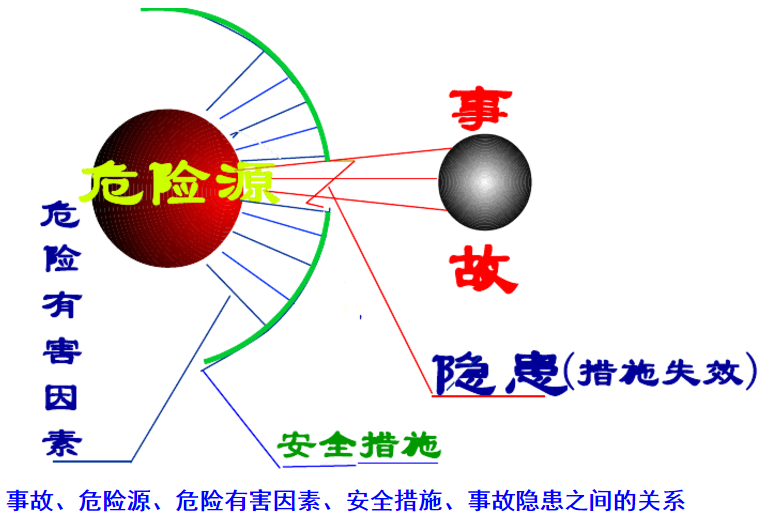 事故
危险源
危险有害因素
隐患(措施失效)
安全措施
事故、危险源、危险有害因素、安全措施、事故隐患之间的关系